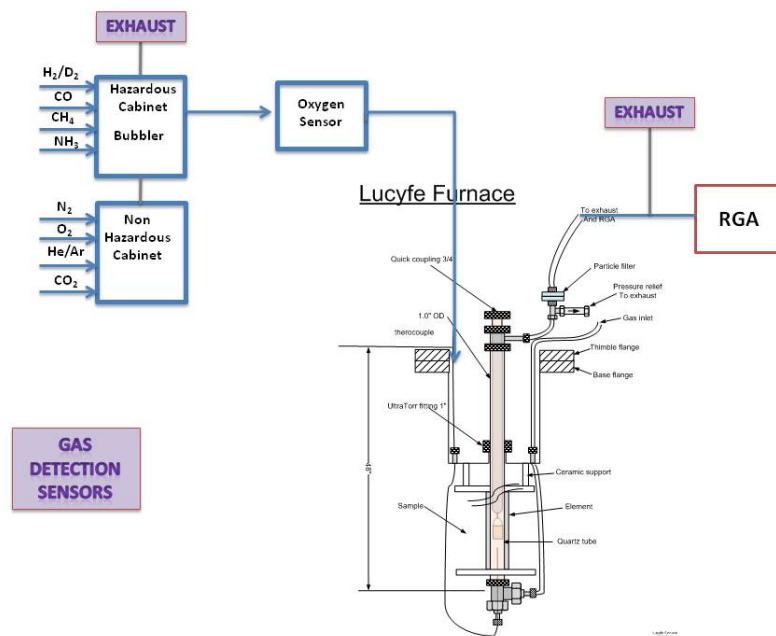 EXHAUST
H2/D2
CO
CH4
NH3
Hazardous
Cabinet
Bubbler
Oxygen
Sensor
EXHAUST
N2
O2
He/Ar
CO2
Non
Hazardous
Cabinet
Lucyfe Furnace
To exhaust
And RGA
RGA
Quick coupling 3/4
Particle filter
Pressure relief
To exhaust
1.0" OD
Gas inlet
therocouple
Thimble flange
Base flange
UltraTorr fitting 1"
GAS
DETECTION
SENSORS
48"
Ceramic support
Sample
Element
Quartz tube